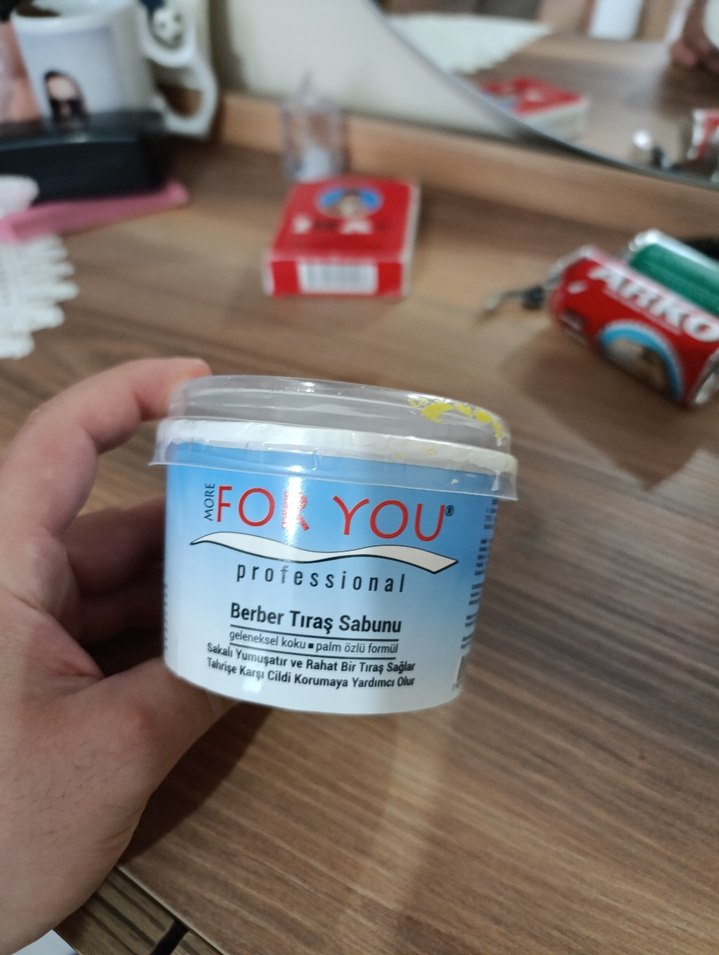 ARKO
MORE
FOR YOU®
professional
Berber Tıraş Sabunu
geleneksel koku ▪ palm özlü formül
Sakalı Yumuşatır ve Rahat Bir Tıraş Sağlar
Tahrişe Karşı Cildi Korumaya Yardımcı Olur